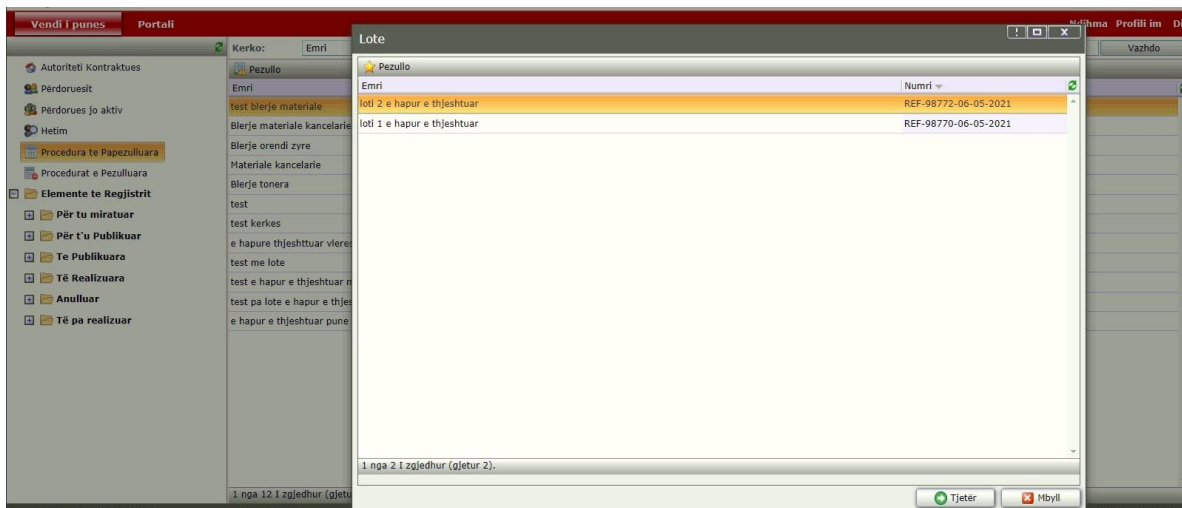 Vendi i punes Portali
Ndihma Profili im
Kerko: Emri
Vazhdo
Autoriteti Kontraktues
Përdoruesit
Përdorues jo aktiv
Hetim
Procedura te Papezulluara
Procedurat e Pezulluara
Elemente te Regjistrit
Për tu miratuar
Për t'u Publikuar
Te Publikuara
Të Realizuara
Anulluar
Të pa realizuar
Pezullo
Emri
test blerje materiale
Blerje materiale kancelarie
Blerje orendi zyre
Materiale kancelarie
Blerje tonera
test
test kerkes
e hapure thjeshttuar vleres
test me lote
test e hapur e thjeshtuar
test pa lote e hapur e thjes
e hapur e thjeshtuar pune
1 nga 12 I zgjedhur (gjetu
Lote
Pezullo
Emri Numri
loti 2 e hapur e thjeshtuar REF-98772-06-05-2021
loti 1 e hapur e thjeshtuar REF-98770-06-05-2021
1 nga 2 I zgjedhur (gjetur 2).
Tjetër Mbyll